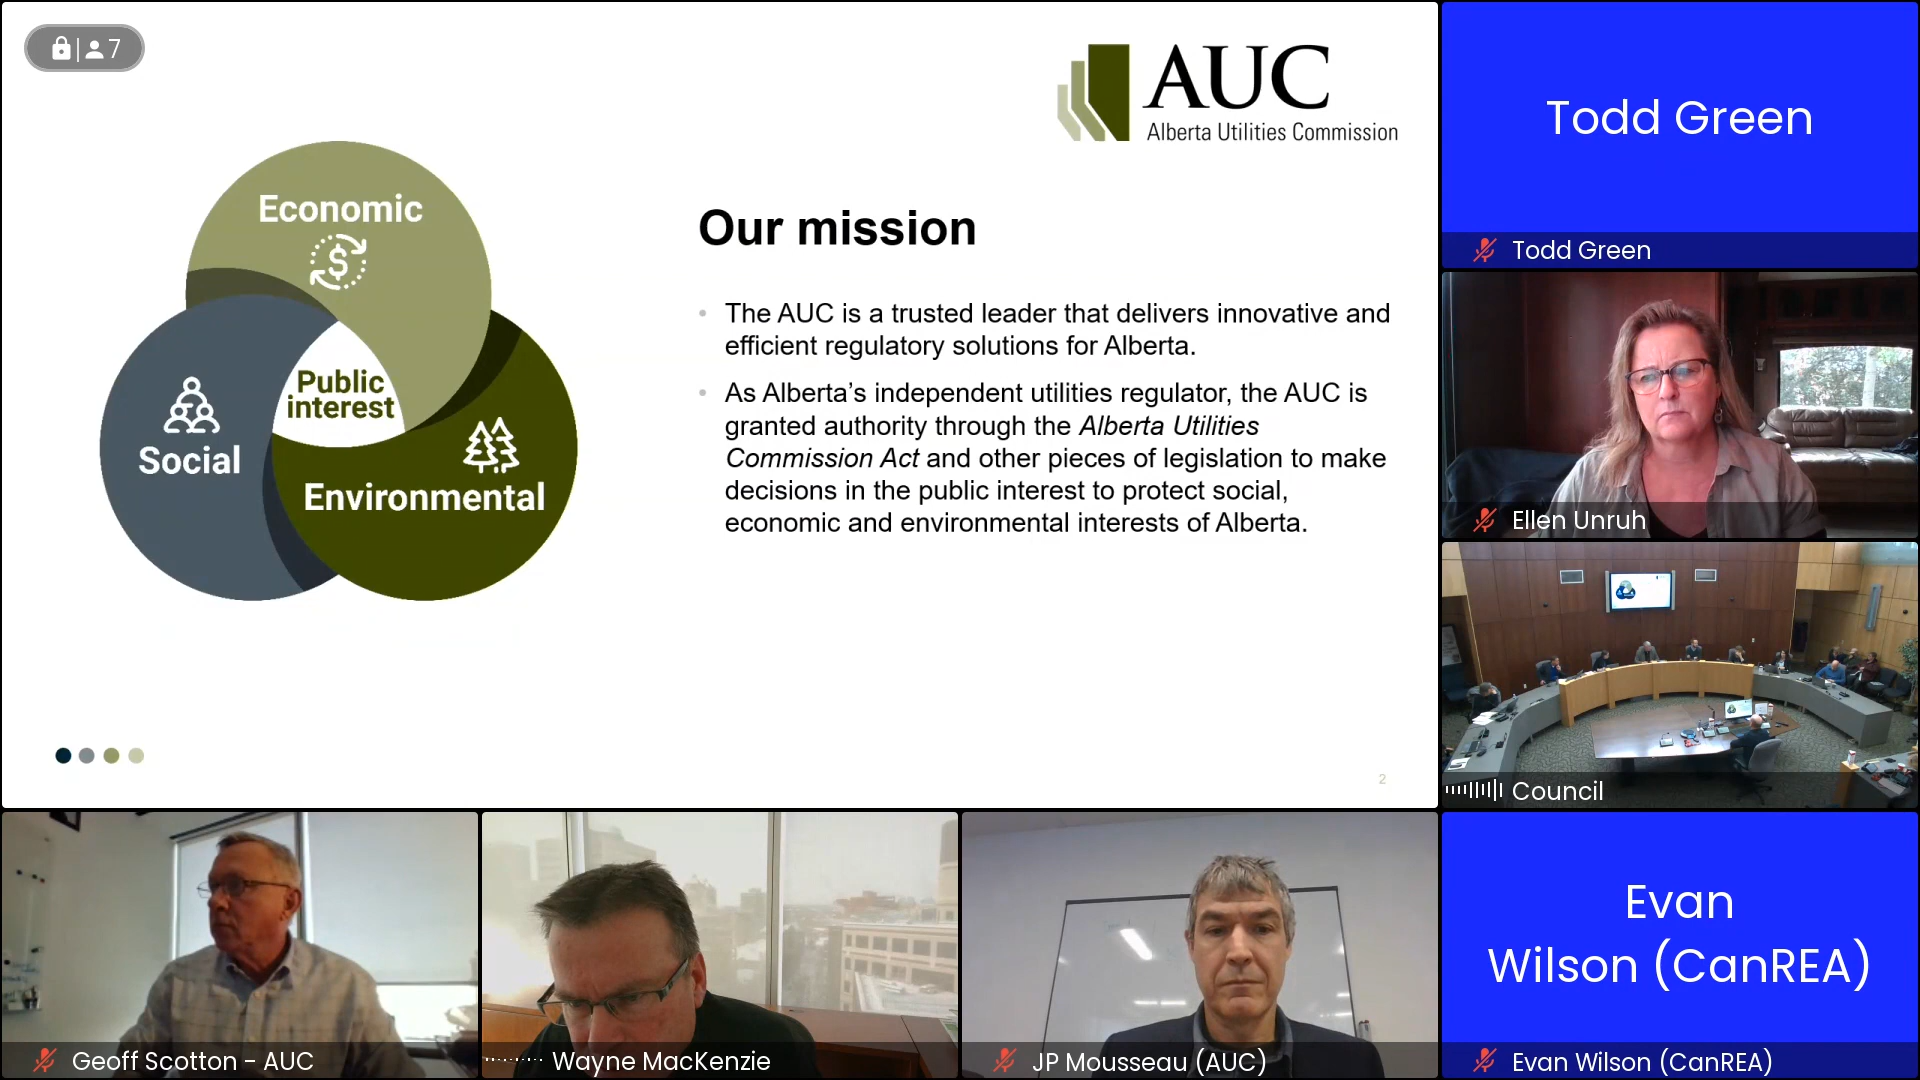 7
AUC
Alberta Utilities Commission
Economic
$
Social
Public
interest
Environmental
Our mission
• The AUC is a trusted leader that delivers innovative and
efficient regulatory solutions for Alberta.
• As Alberta’s independent utilities regulator, the AUC is
granted authority through the Alberta Utilities
Commission Act and other pieces of legislation to make
decisions in the public interest to protect social,
economic and environmental interests of Alberta.
2
Todd Green
Todd Green
Ellen Unruh
Council
Geoff Scotton - AUC
Wayne MacKenzie
JP Mousseau (AUC)
Evan
Wilson (CanREA)
Evan Wilson (CanREA)